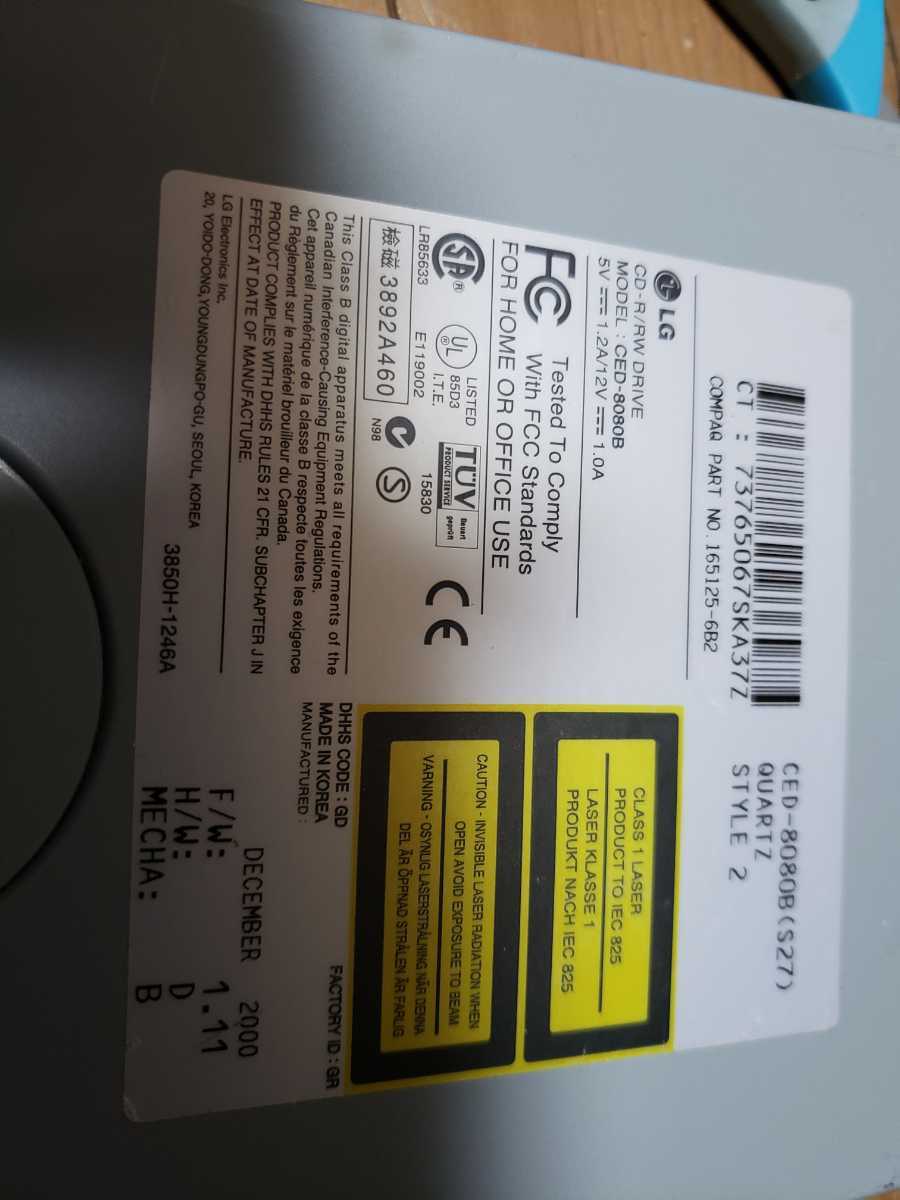 CT : 73765067SKA37Z
COMPAQ PART NO. 165125-6B2
CED-8080B(S27)
QUARTZ
STYLE 2
LG
CD-R/RW DRIVE
MODEL : CED-8080B
5V⎓1.2A/12V⎓1.0A
FC Tested To Comply
With FCC Standards
FOR HOME OR OFFICE USE
SA ®
LR85633
UL ®
LISTED
85D3
I.T.E.
E119002
TÜV
PRODUCT SERVICE
Bauart
geprüft
15830
CE
檢磁 3892A460
N98
S
This Class B digital apparatus meets all requirements of the
Canadian Interference-Causing Equipment Regulations.
Cet appareil numérique de la classe B respecte toutes les exigence
du Règlement sur le matériel brouilleur du Canada.
PRODUCT COMPLIES WITH DHHS RULES 21 CFR. SUBCHAPTER J IN
EFFECT AT DATE OF MANUFACTURE.
LG Electronics Inc.
20, YOIDO-DONG, YOUNGDUNGPO-GU, SEOUL, KOREA
3850H-1246A
CLASS 1 LASER
PRODUCT TO IEC 825
LASER KLASSE 1
PRODUKT NACH IEC 825
CAUTION - INVISIBLE LASER RADIATION WHEN
OPEN AVOID EXPOSURE TO BEAM
VARNING - OSYNLIG LASERSTRÅLNING NÄR DENNA
DEL ÄR ÖPPNAD STRÅLEN ÄR FARLIG
DHHS CODE : GD
FACTORY ID : GR
MADE IN KOREA
MANUFACTURED :
DECEMBER 2000
F/W: 1.11
H/W: D
MECHA: B